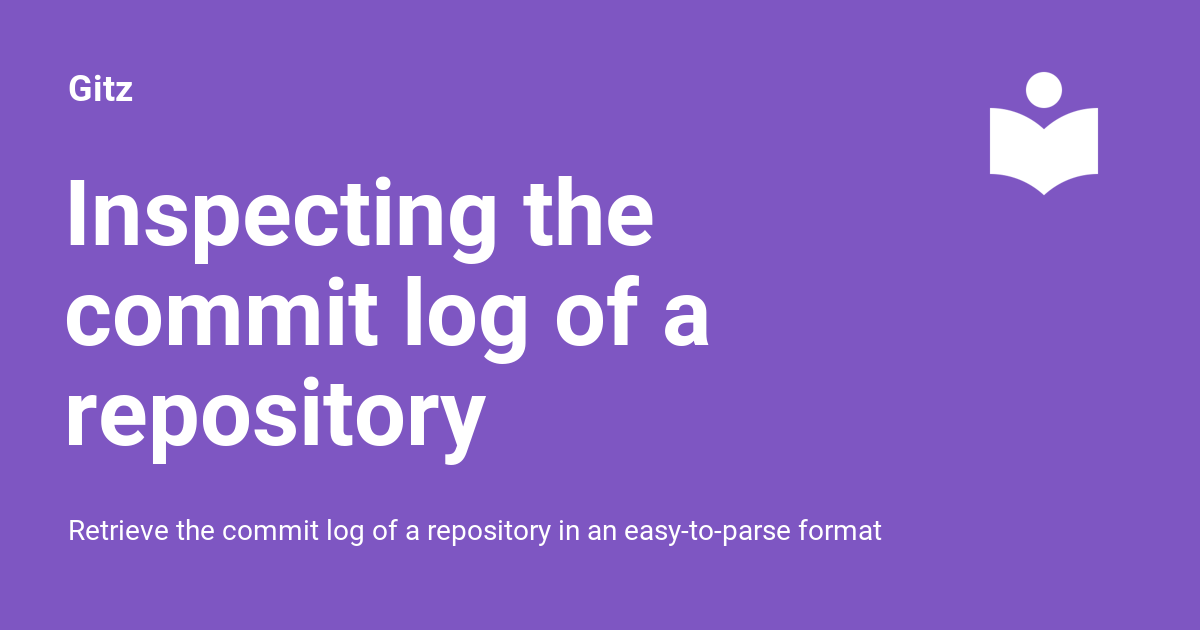 Gitz
Inspecting the
commit log of a
repository
Retrieve the commit log of a repository in an easy-to-parse format